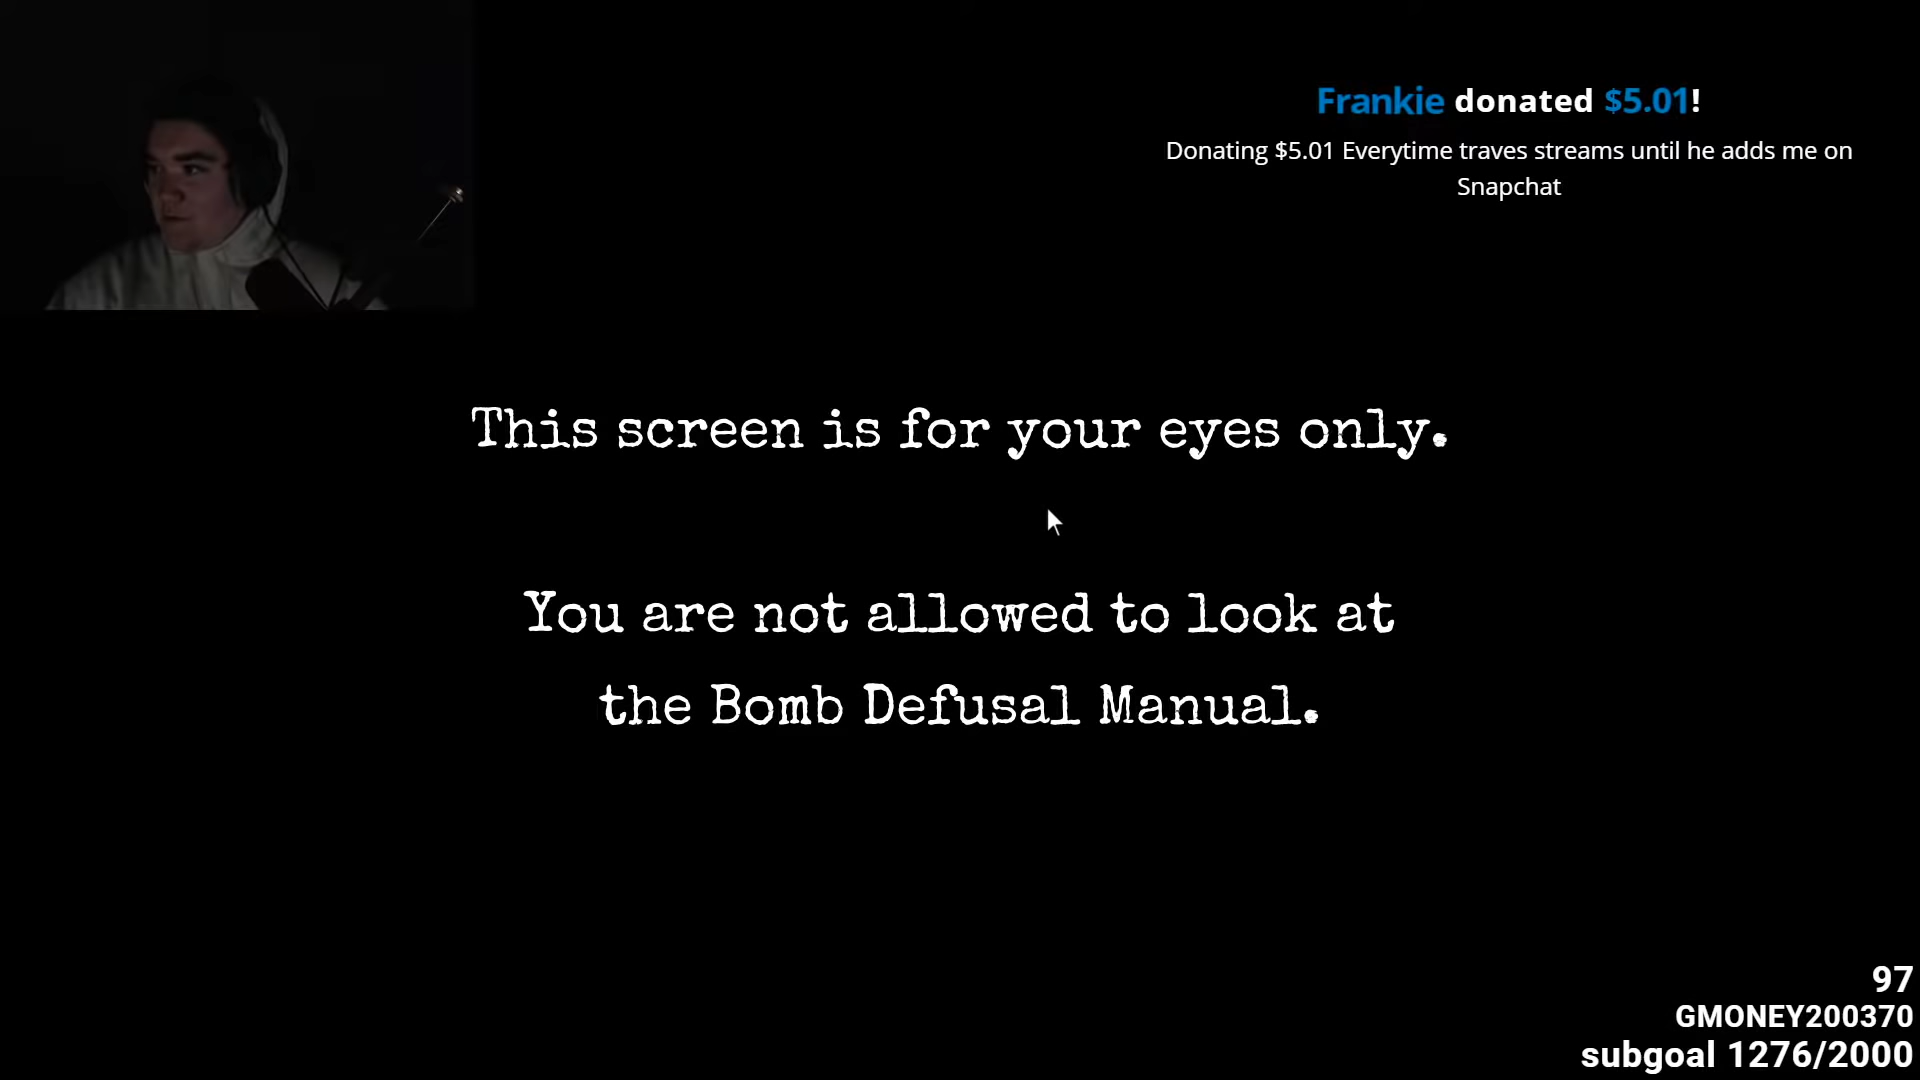 Frankie donated $5.01!
Donating $5.01 Everytime traves streams until he adds me on
Snapchat
This screen is for your eyes only.
You are not allowed to look at
the Bomb Defusal Manual.
97
GMONEY200370
subgoal 1276/2000